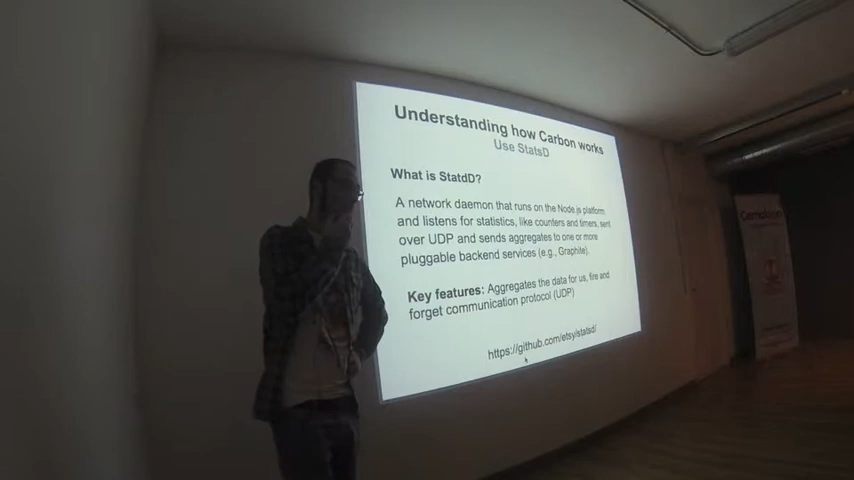 Understanding how Carbon works
Use StatsD
What is StatdD?
A network daemon that runs on the Node.js platform
and listens for statistics, like counters and timers, sent
over UDP and sends aggregates to one or more
pluggable backend services (e.g., Graphite).
Key features: Aggregates the data for us, fire and
forget communication protocol (UDP)
https://github.com/etsy/statsd/